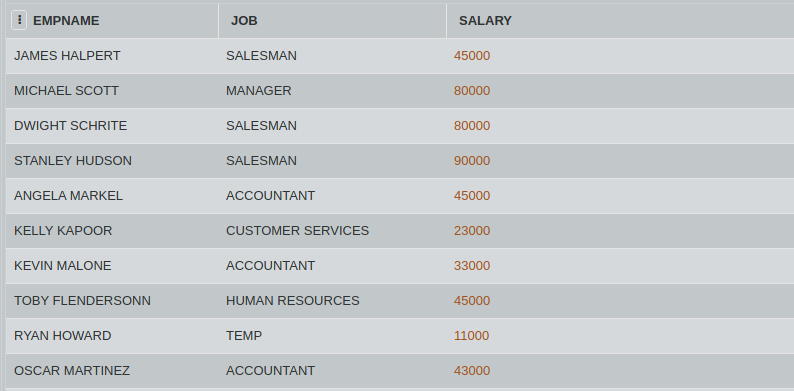 EMPNAME JOB SALARY
JAMES HALPERT SALESMAN 45000
MICHAEL SCOTT MANAGER 80000
DWIGHT SCHRITE SALESMAN 80000
STANLEY HUDSON SALESMAN 90000
ANGELA MARKEL ACCOUNTANT 45000
KELLY KAPOOR CUSTOMER SERVICES 23000
KEVIN MALONE ACCOUNTANT 33000
TOBY FLENDERSONN HUMAN RESOURCES 45000
RYAN HOWARD TEMP 11000
OSCAR MARTINEZ ACCOUNTANT 43000